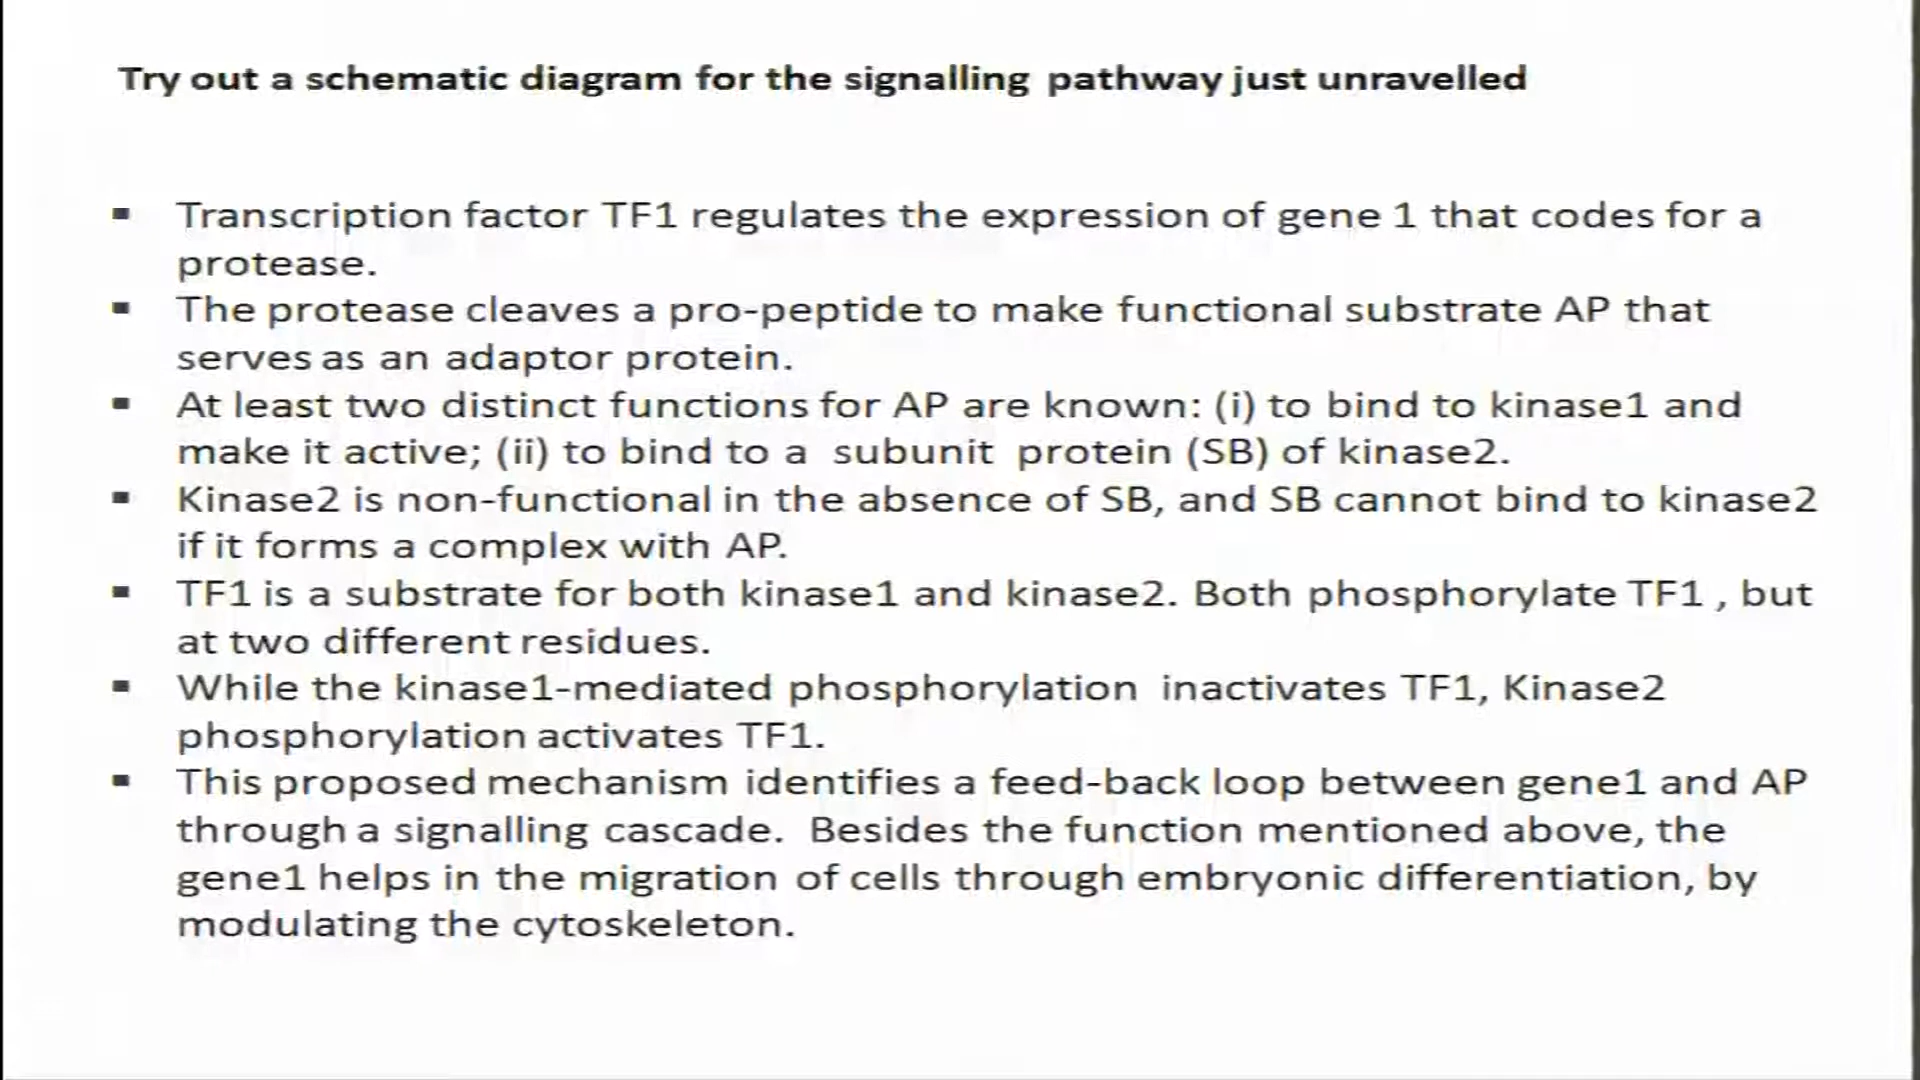 Try out a schematic diagram for the signalling pathway just unravelled
▪ Transcription factor TF1 regulates the expression of gene 1 that codes for a
protease.
▪ The protease cleaves a pro-peptide to make functional substrate AP that
serves as an adaptor protein.
▪ At least two distinct functions for AP are known: (i) to bind to kinase1 and
make it active; (ii) to bind to a subunit protein (SB) of kinase2.
▪ Kinase2 is non-functional in the absence of SB, and SB cannot bind to kinase2
if it forms a complex with AP.
▪ TF1 is a substrate for both kinase1 and kinase2. Both phosphorylate TF1 , but
at two different residues.
▪ While the kinase1-mediated phosphorylation inactivates TF1, Kinase2
phosphorylation activates TF1.
▪ This proposed mechanism identifies a feed-back loop between gene1 and AP
through a signalling cascade. Besides the function mentioned above, the
gene1 helps in the migration of cells through embryonic differentiation, by
modulating the cytoskeleton.